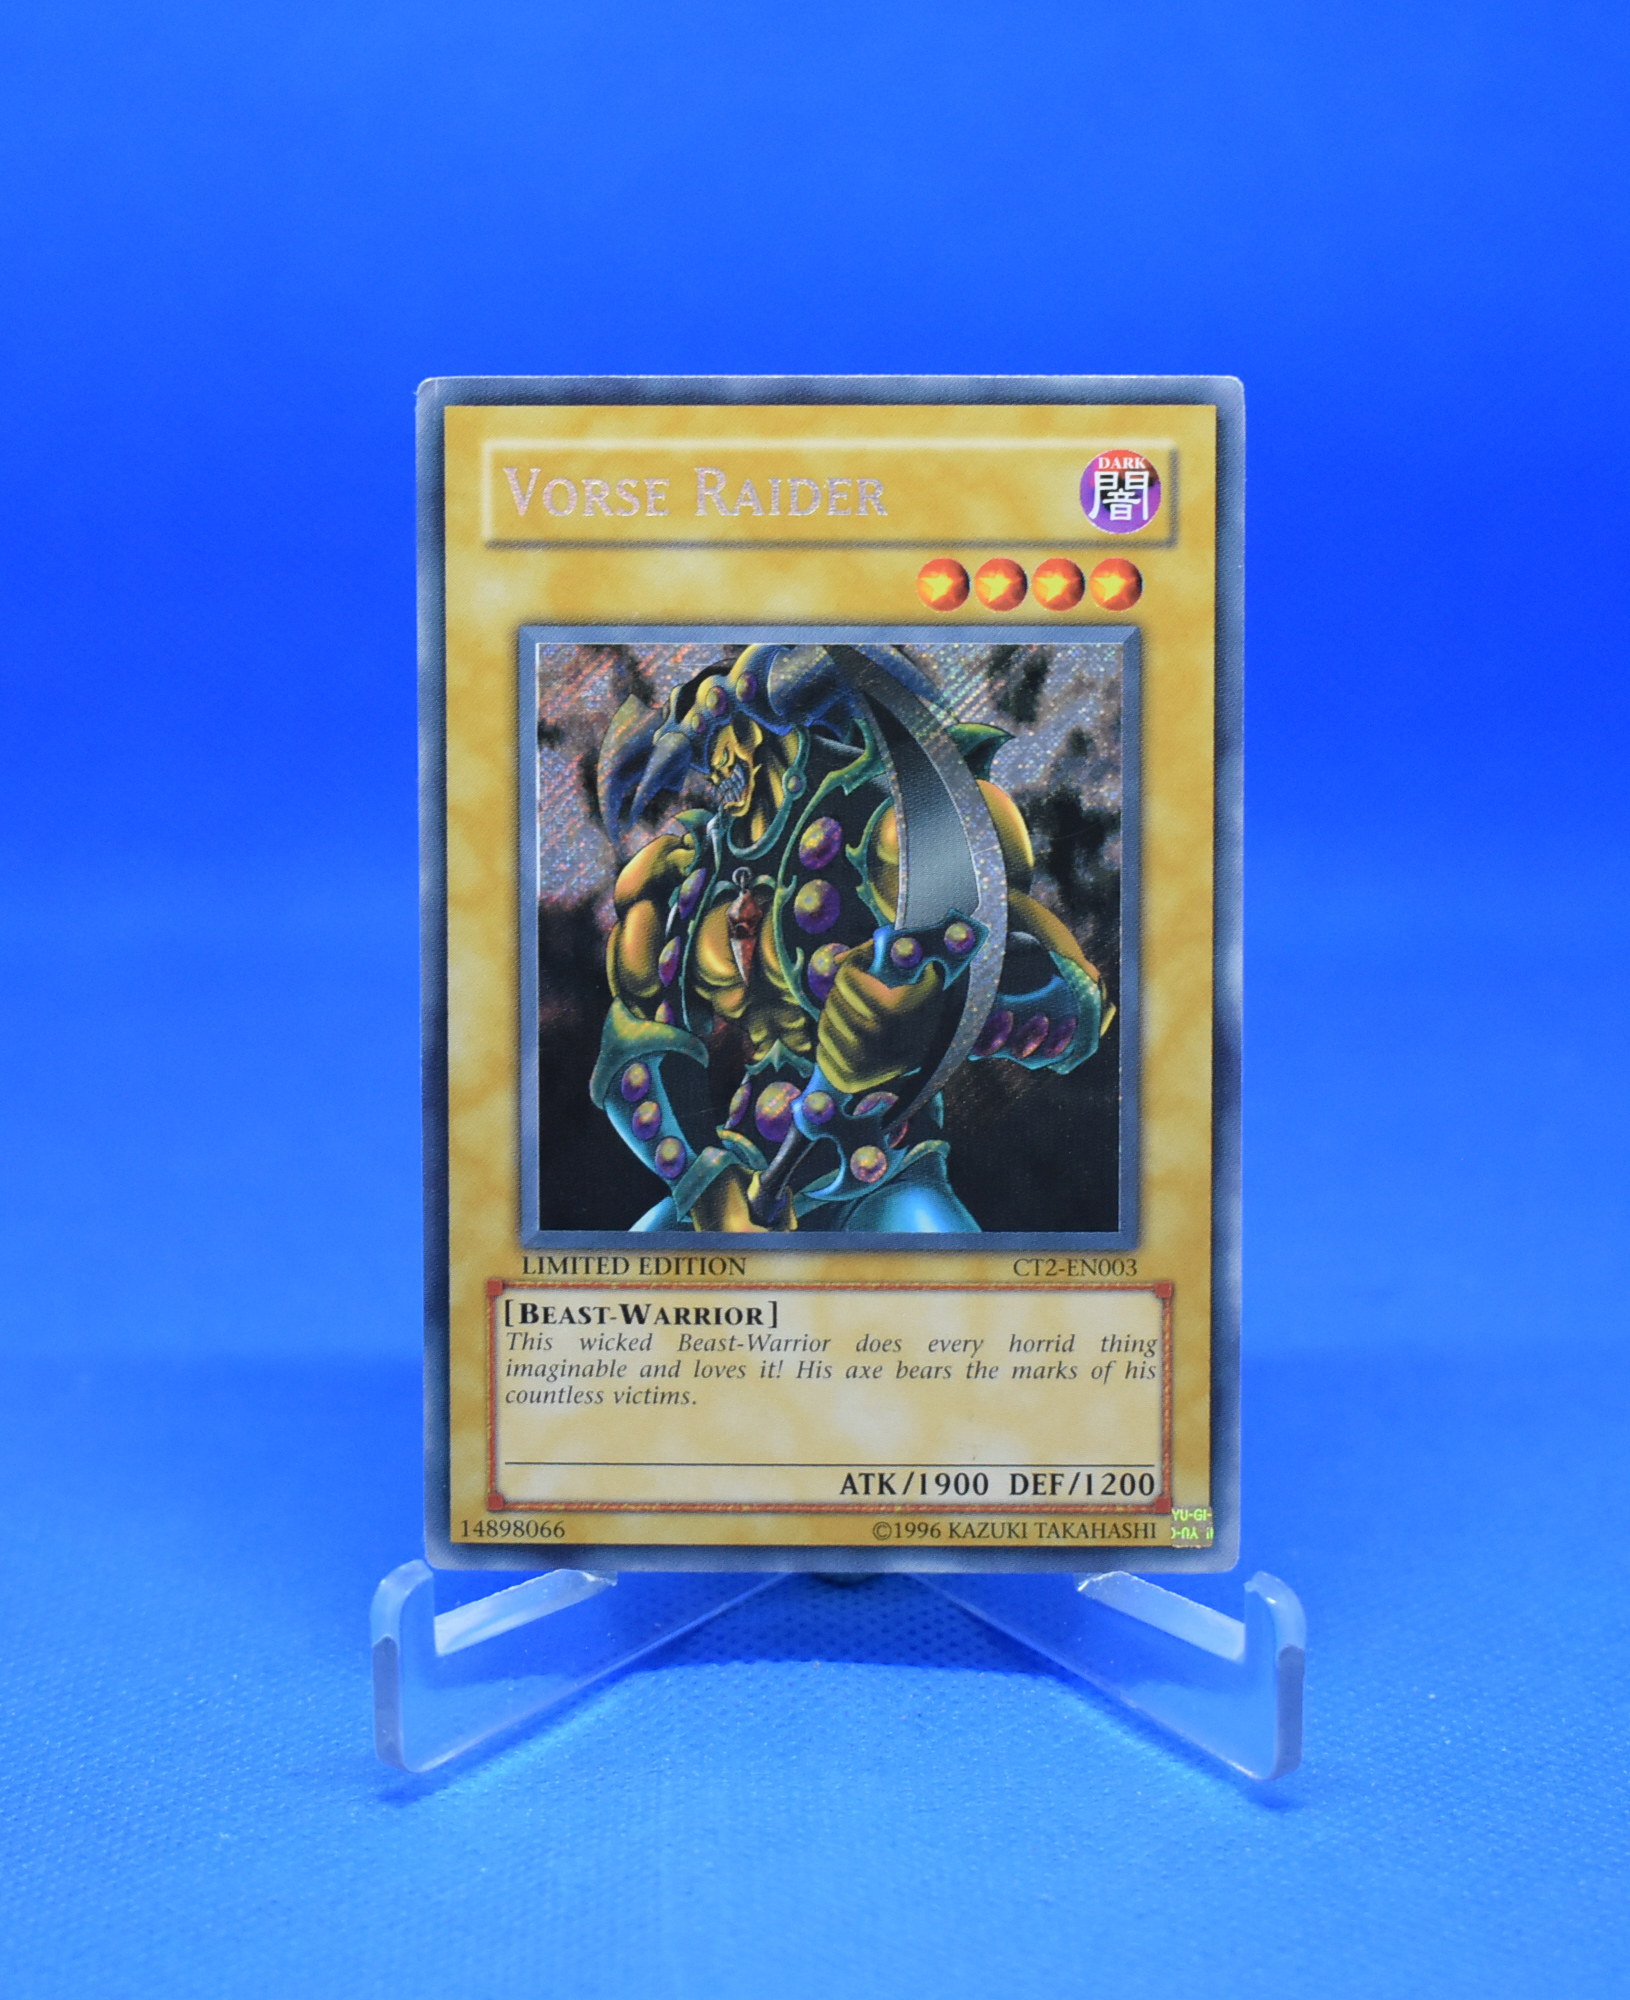 VORSE RAIDER
DARK
闇
LIMITED EDITION
CT2-EN003
[BEAST-WARRIOR]
This wicked Beast-Warrior does every horrid thing
imaginable and loves it! His axe bears the marks of his
countless victims.
ATK/1900 DEF/1200
14898066
©1996 KAZUKI TAKAHASHI
YU-GI-